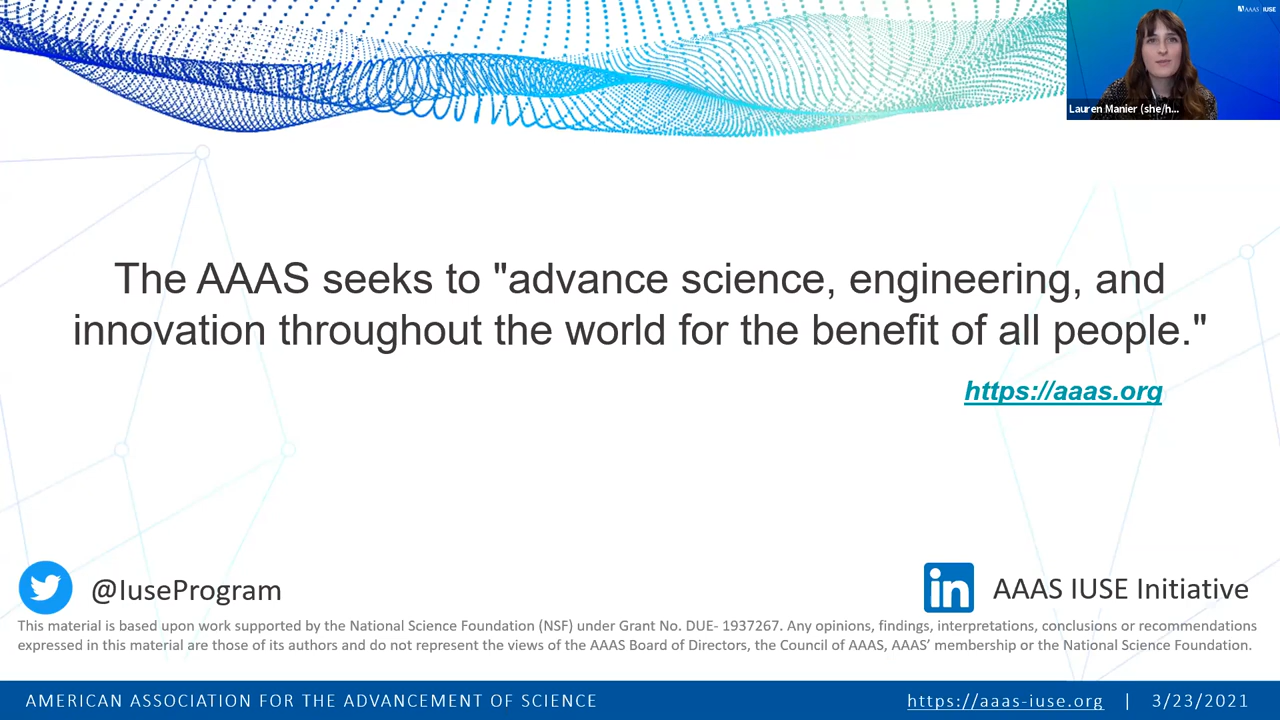 AAAS IUSE
Lauren Manier (she/h...
The AAAS seeks to "advance science, engineering, and
innovation throughout the world for the benefit of all people."
https://aaas.org
@IuseProgram
in
AAAS IUSE Initiative
This material is based upon work supported by the National Science Foundation (NSF) under Grant No. DUE- 1937267. Any opinions, findings, interpretations, conclusions or recommendations
expressed in this material are those of its authors and do not represent the views of the AAAS Board of Directors, the Council of AAAS, AAAS’ membership or the National Science Foundation.
AMERICAN ASSOCIATION FOR THE ADVANCEMENT OF SCIENCE
https://aaas-iuse.org | 3/23/2021